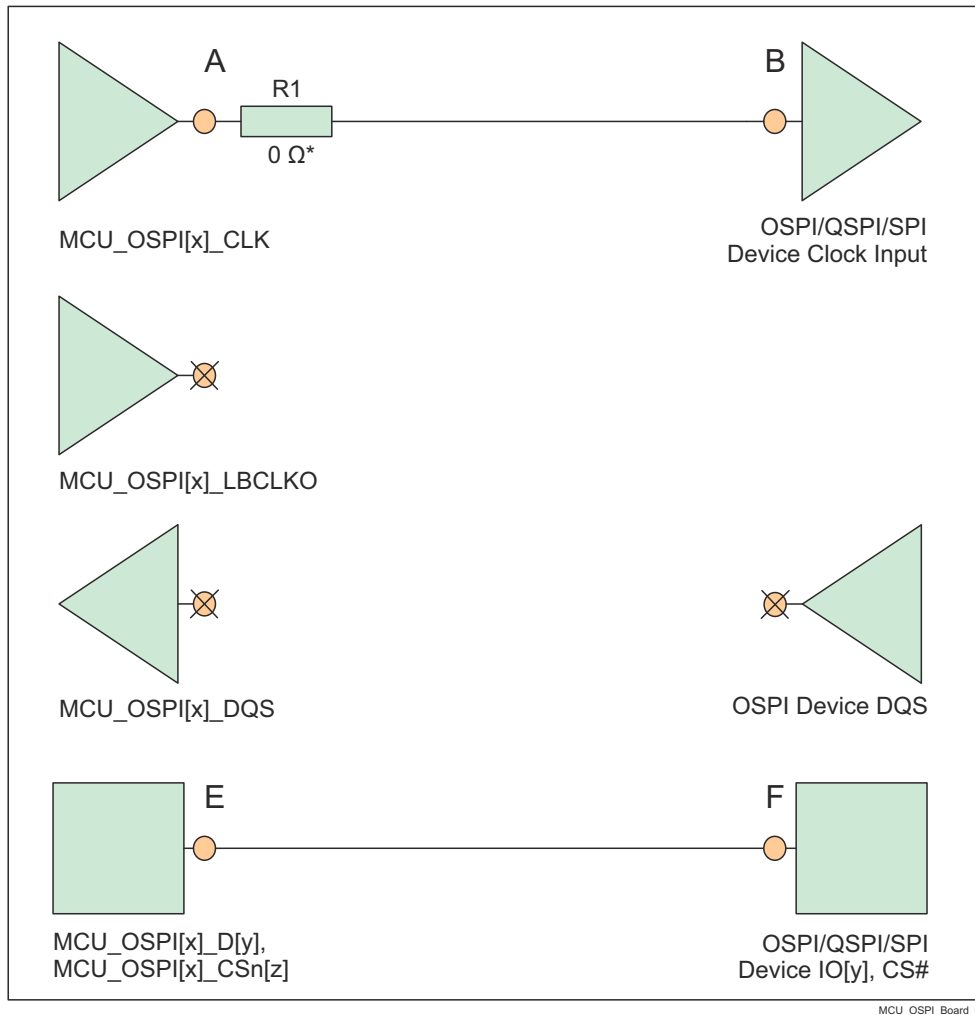 A
B
R1
0 Ω*
MCU_OSPI[x]_CLK
OSPI/QSPI/SPI
Device Clock Input
MCU_OSPI[x]_LBCLKO
MCU_OSPI[x]_DQS
OSPI Device DQS
E
F
MCU_OSPI[x]_D[y],
MCU_OSPI[x]_CSn[z]
OSPI/QSPI/SPI
Device IO[y], CS#
MCU_OSPI_Board